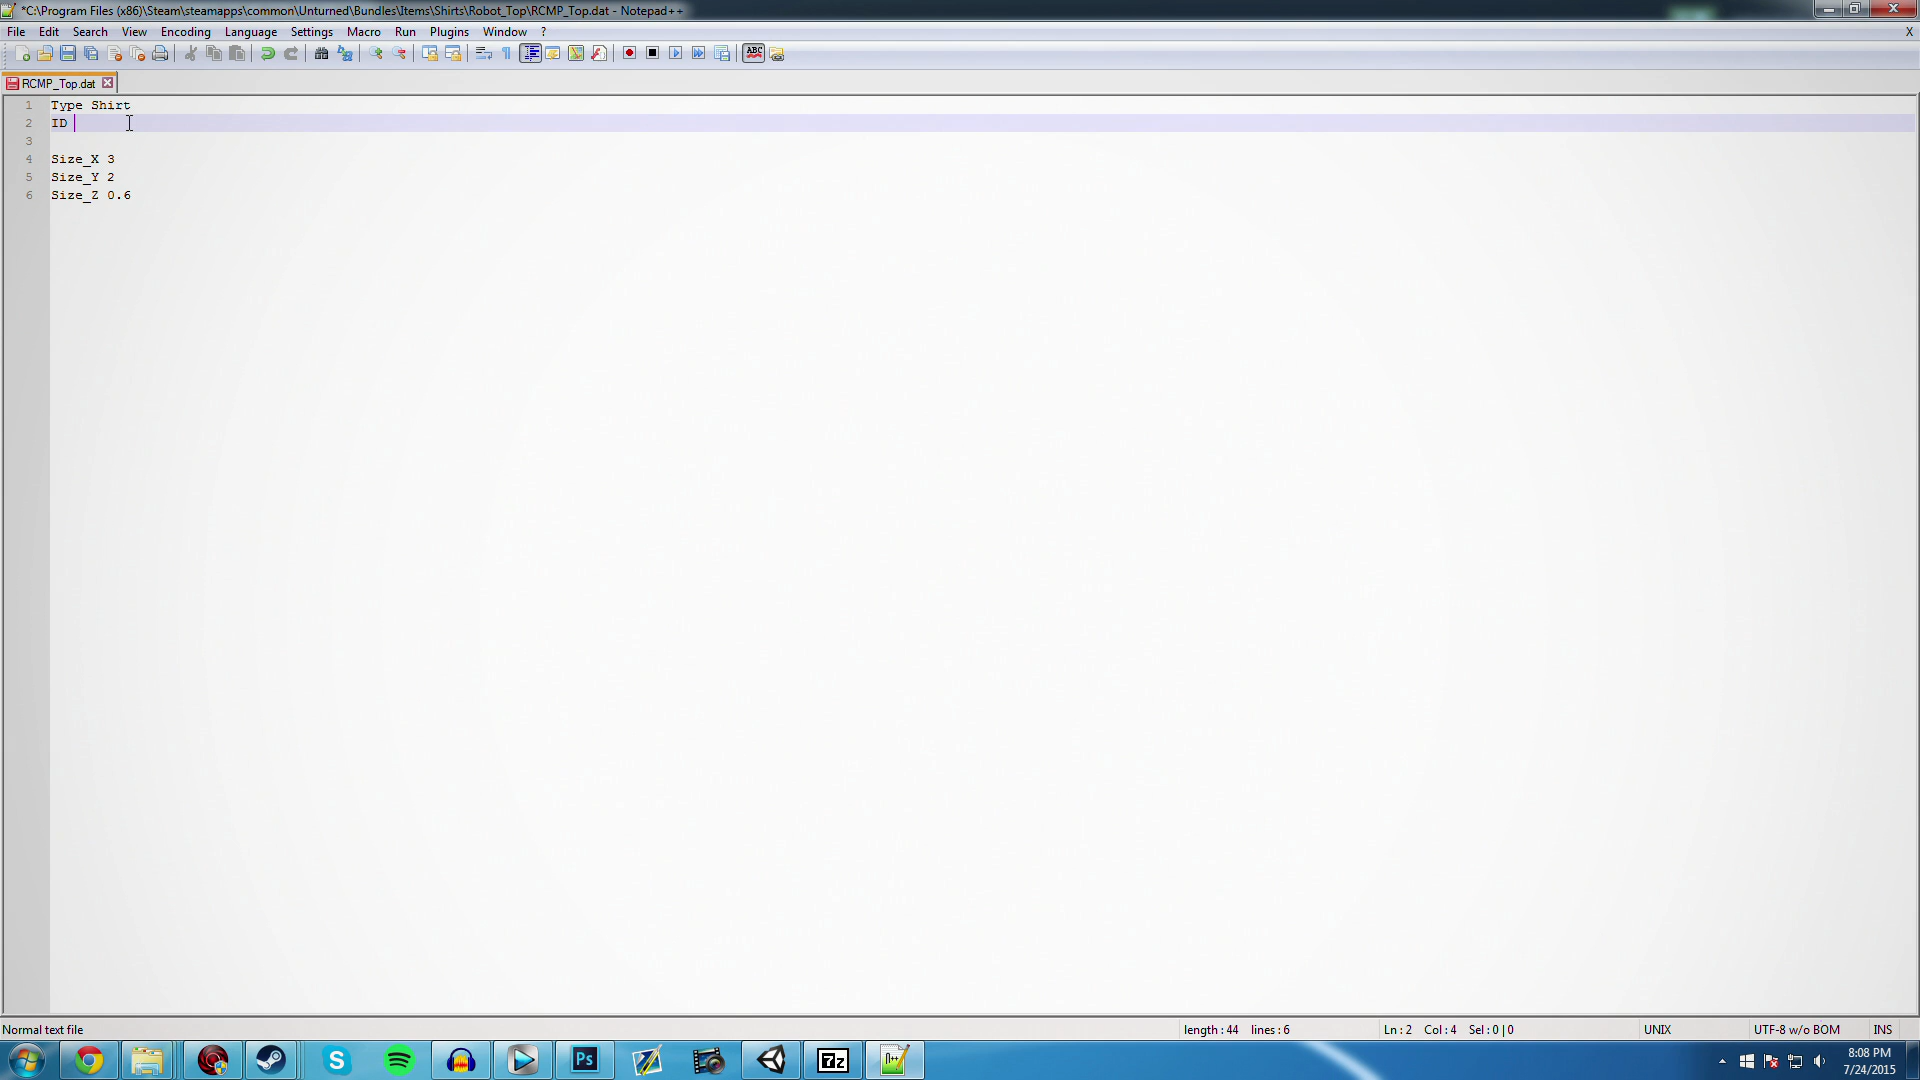 *C:\Program Files (x86)\Steam\steamapps\common\Unturned\Bundles\Items\Shirts\Robot_Top\RCMP_Top.dat - Notepad++
File Edit Search View Encoding Language Settings Macro Run Plugins Window ? X
ABC
RCMP_Top.dat
1 Type Shirt
2 ID
3
4 Size_X 3
5 Size_Y 2
6 Size_Z 0.6
Normal text file length : 44 lines : 6 Ln : 2 Col : 4 Sel : 0 | 0 UNIX UTF-8 w/o BOM INS
Ps 7z n++
8:08 PM
7/24/2015